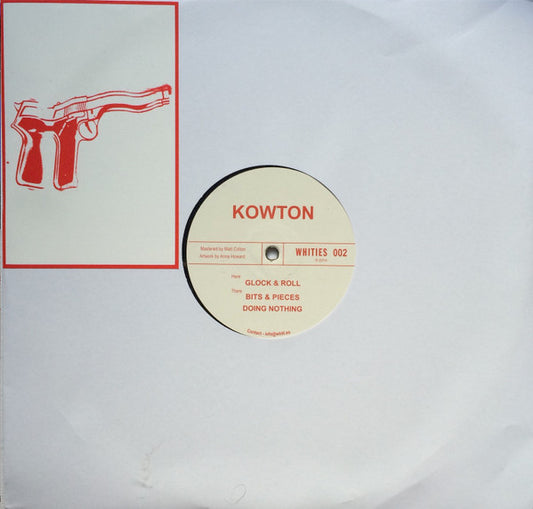 KOWTON
Mastered by Matt Colton
Artwork by Anna Howard
WHITIES 002
Here
GLOCK & ROLL
There
BITS & PIECES
DOING NOTHING